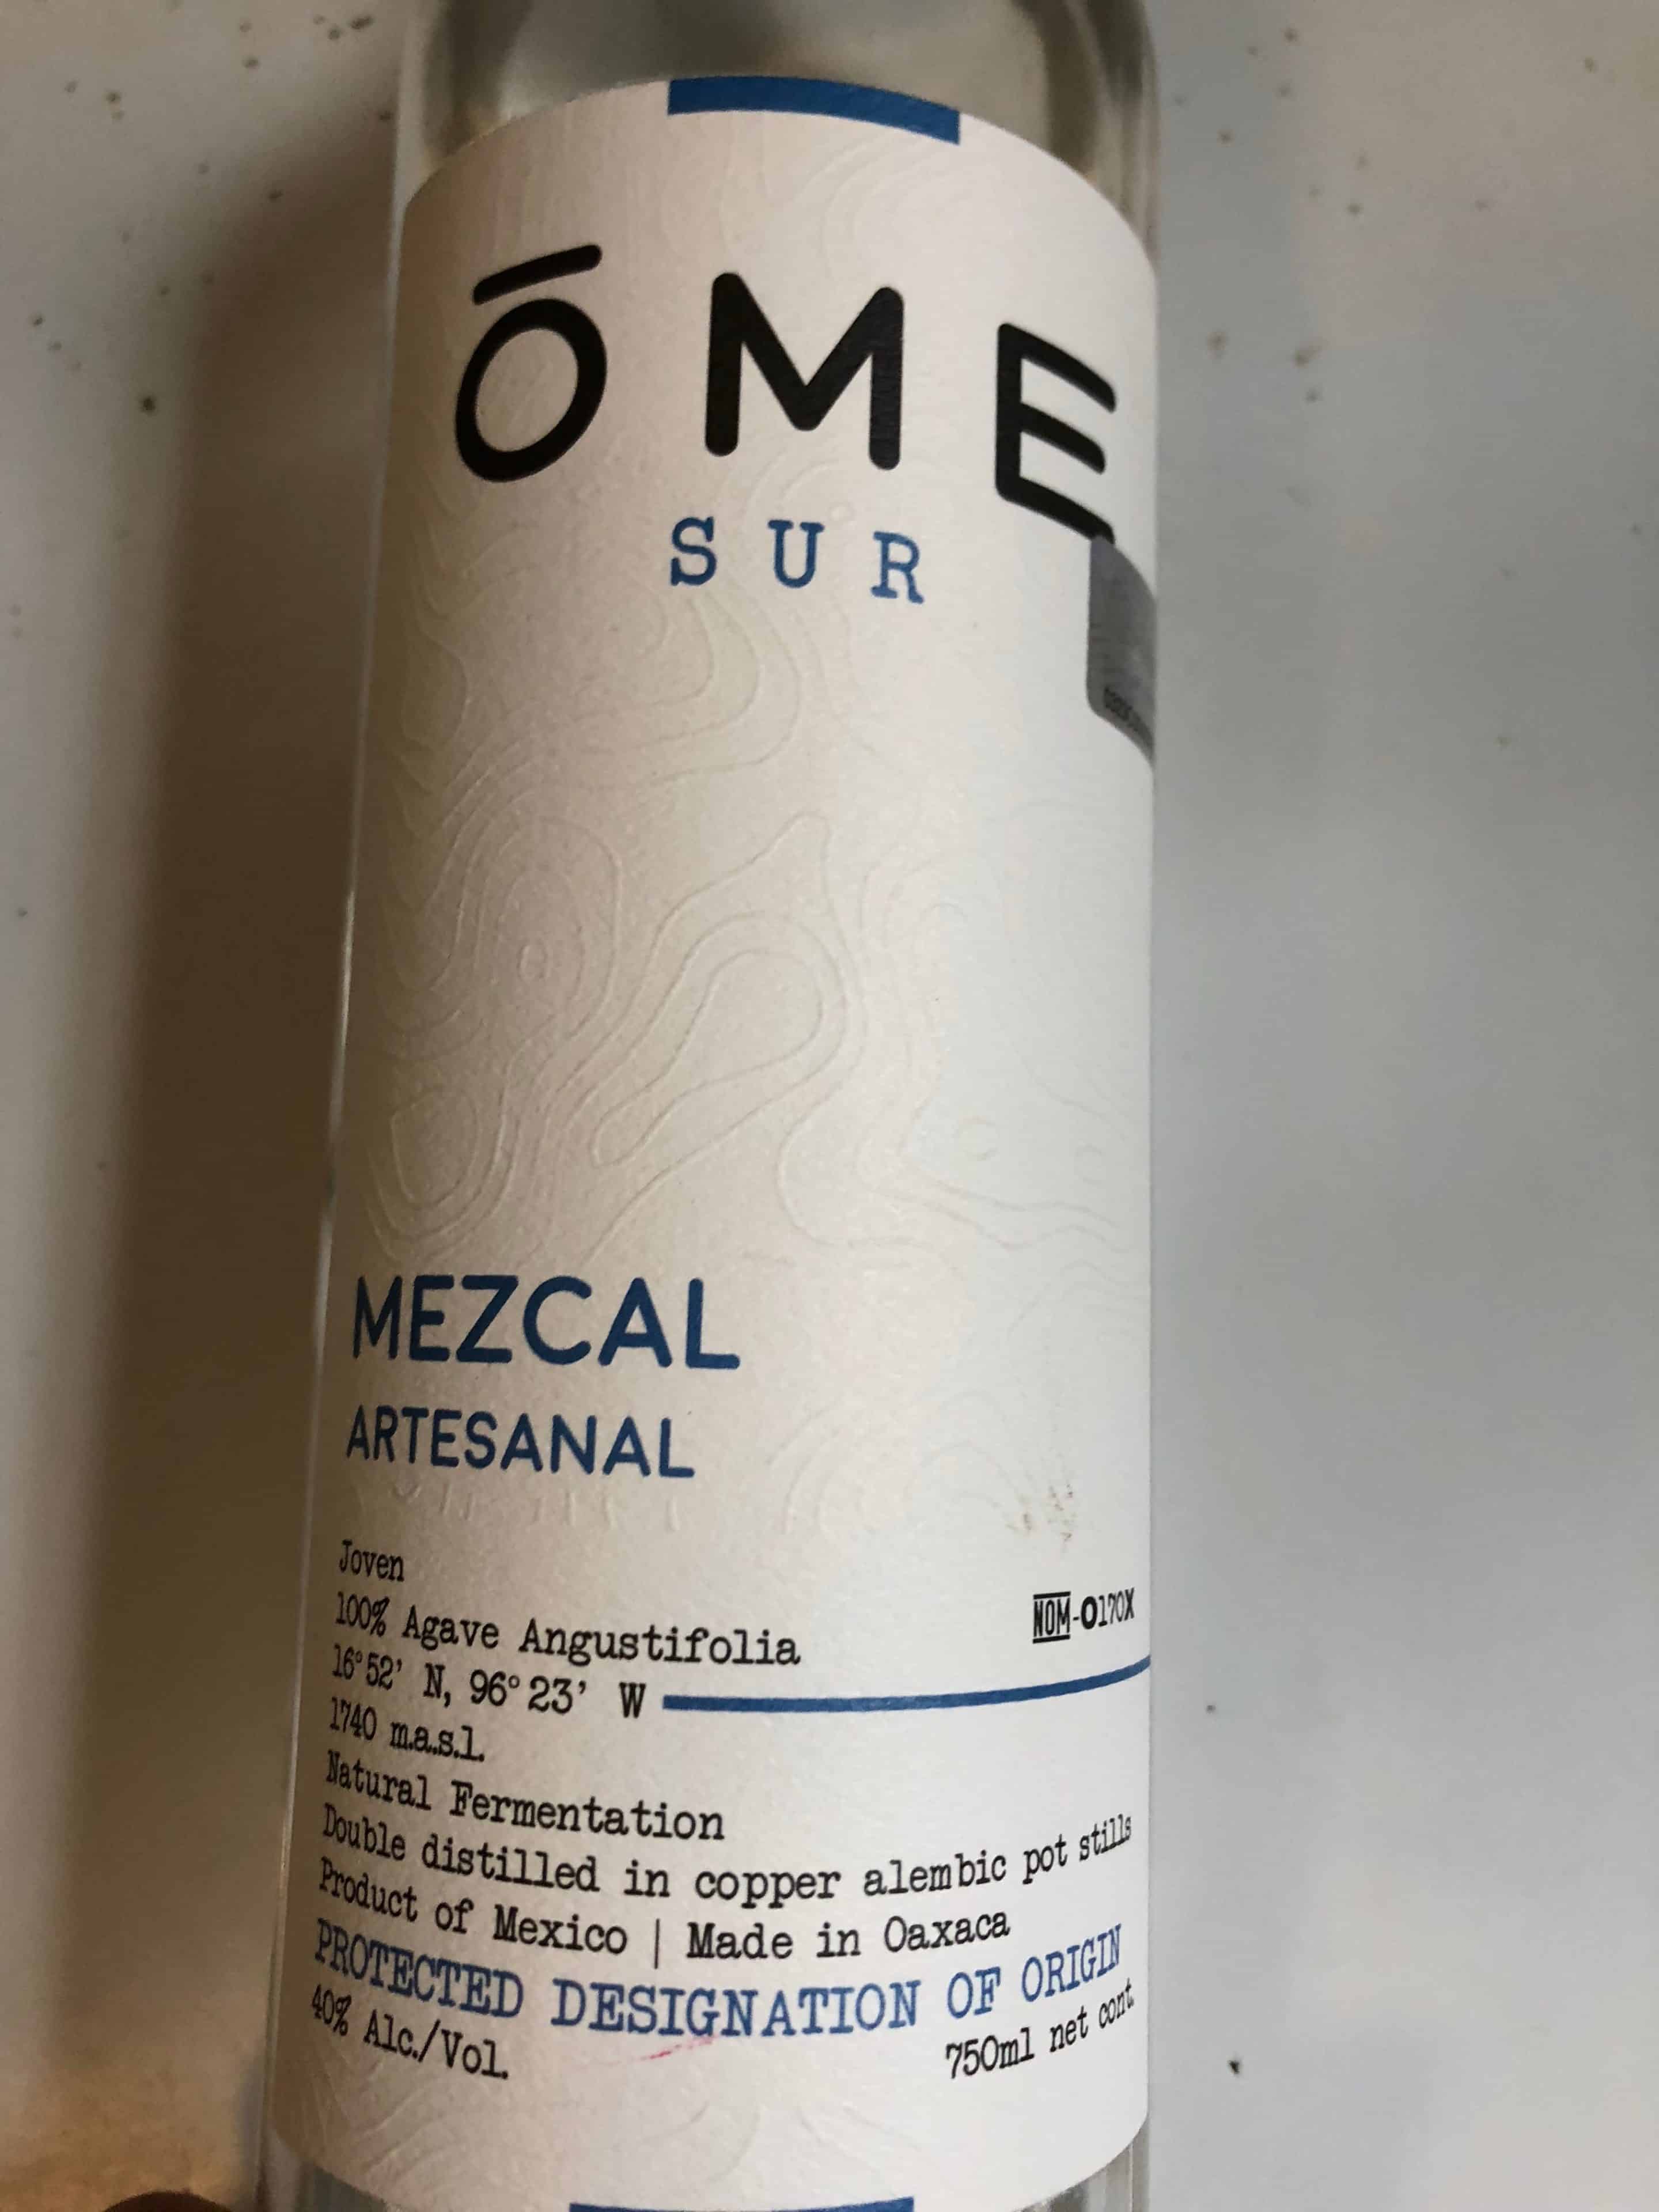 ŌME
SUR
MEZCAL
ARTESANAL
Joven
100% Agave Angustifolia
NOM-O170X
16°52' N, 96°23' W
1740 m.a.s.l.
Natural Fermentation
Double distilled in copper alembic pot stills
Product of Mexico | Made in Oaxaca
PROTECTED DESIGNATION OF ORIGIN
40% Alc./Vol.
750ml net cont